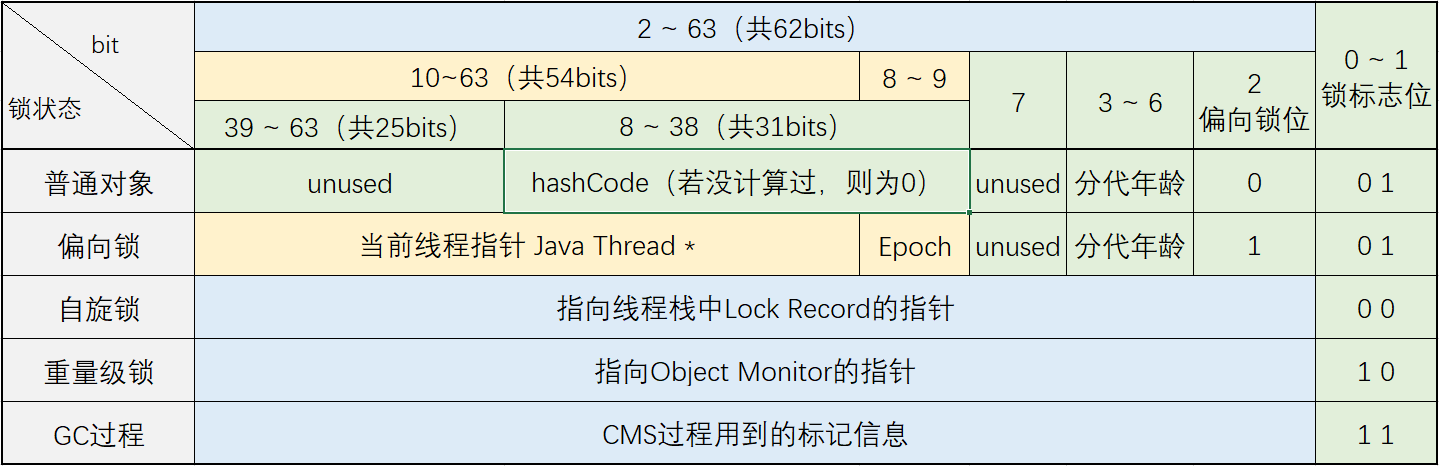 bit
锁状态
2 ~ 63（共62bits）
0 ~ 1
锁标志位
10~63（共54bits）
8 ~ 9
7
3 ~ 6
2
偏向锁位
39 ~ 63（共25bits）
8 ~ 38（共31bits）
普通对象
unused
hashCode（若没计算过，则为0）
unused
分代年龄
0
0 1
偏向锁
当前线程指针 Java Thread *
Epoch
unused
分代年龄
1
0 1
自旋锁
指向线程栈中Lock Record的指针
0 0
重量级锁
指向Object Monitor的指针
1 0
GC过程
CMS过程用到的标记信息
1 1